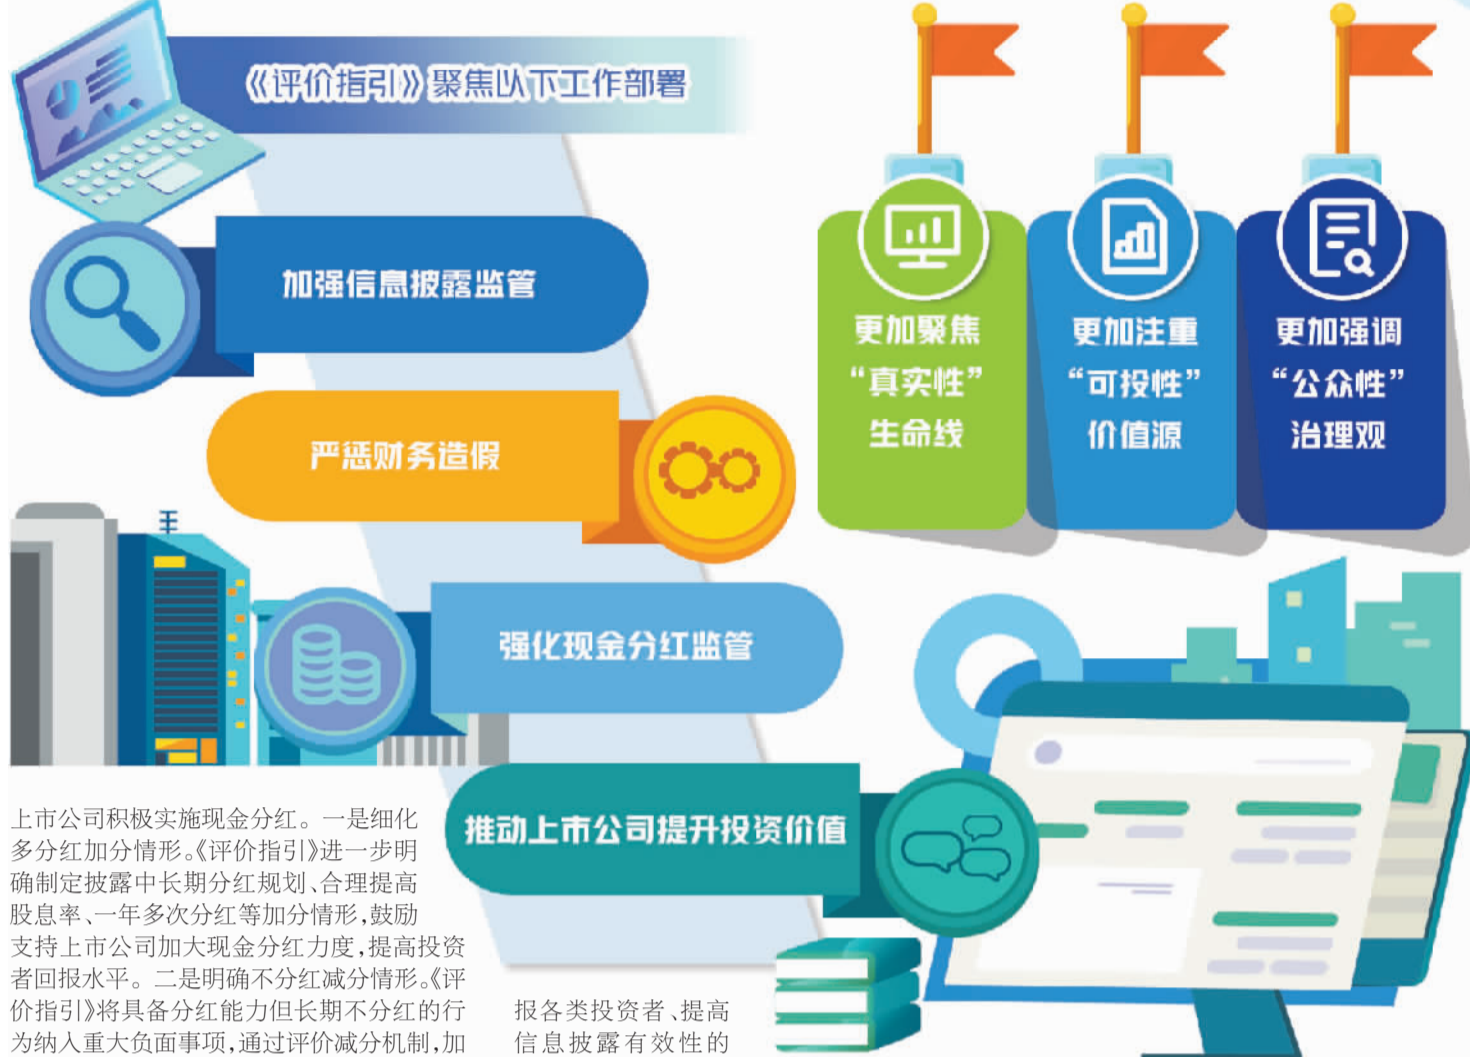 《评价指引》聚焦以下工作部署
加强信息披露监管
严惩财务造假
强化现金分红监管
推动上市公司提升投资价值
更加聚焦
“真实性”
生命线
更加注重
“可投性”
价值源
更加强调
“公众性”
治理观
上市公司积极实施现金分红。一是细化
多分红加分情形。《评价指引》进一步明
确制定披露中长期分红规划、合理提高
股息率、一年多次分红等加分情形,鼓励
支持上市公司加大现金分红力度,提高投资
者回报水平。二是明确不分红减分情形。《评
价指引》将具备分红能力但长期不分红的行
为纳入重大负面事项,通过评价减分机制,加
报各类投资者、提高
信息披露有效性的